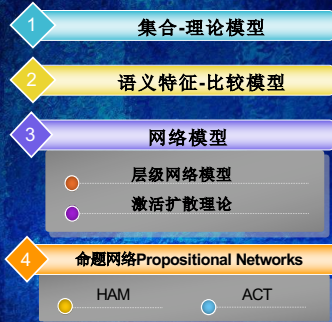 1
集合-理论模型
2
语义特征-比较模型
3
网络模型
层级网络模型
激活扩散理论
4
命题网络Propositional Networks
HAM
ACT